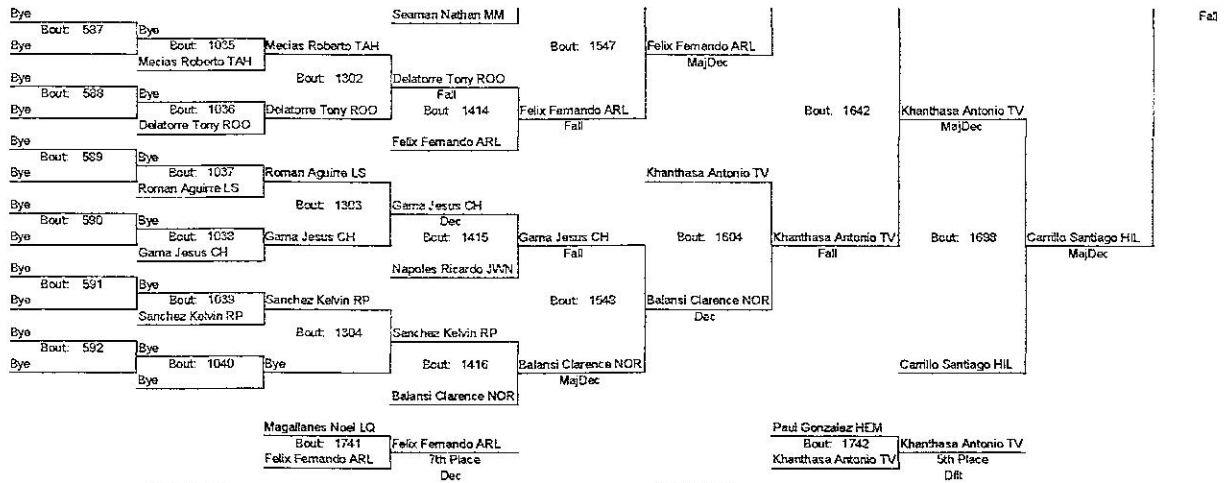 Bye Seaman Nathan MM Fall
Bout: 587 Bye
Bye Bout: 1035 Mecias Roberto TAH Bout: 1547 Felix Fernando ARL
Mecias Roberto TAH MajDec
Bye Bout: 1302 Delatorre Tony ROO
Bout: 588 Bye Fall
Bye Bout: 1036 Delatorre Tony ROO Bout: 1414 Felix Fernando ARL Bout: 1642 Khanthasa Antonio TV
Delatorre Tony ROO Fall MajDec
Bye Felix Fernando ARL
Bout: 589 Bye
Bye Bout: 1037 Roman Aguirre LS Khanthasa Antonio TV
Roman Aguirre LS
Bye Bout: 1303 Gama Jesus CH
Bout: 590 Bye Dec
Bye Bout: 1038 Gama Jesus CH Bout: 1415 Gama Jesus CH Bout: 1604 Khanthasa Antonio TV Bout: 1698 Carrillo Santiago HIL
Gama Jesus CH Fall Fall MajDec
Bye Napoles Ricardo JWN
Bout: 591 Bye
Bye Bout: 1039 Sanchez Kelvin RP Bout: 1548 Balansi Clarence NOR
Sanchez Kelvin RP Dec
Bye Bout: 1304 Sanchez Kelvin RP
Bout: 592 Bye
Bye Bout: 1040 Bye Bout: 1416 Balansi Clarence NOR Carrillo Santiago HIL
Bye MajDec
Balansi Clarence NOR
Magallanes Noel LQ Paul Gonzalez HEM
Bout: 1741 Felix Fernando ARL Bout: 1742 Khanthasa Antonio TV
Felix Fernando ARL 7th Place Khanthasa Antonio TV 5th Place
Dec Dflt